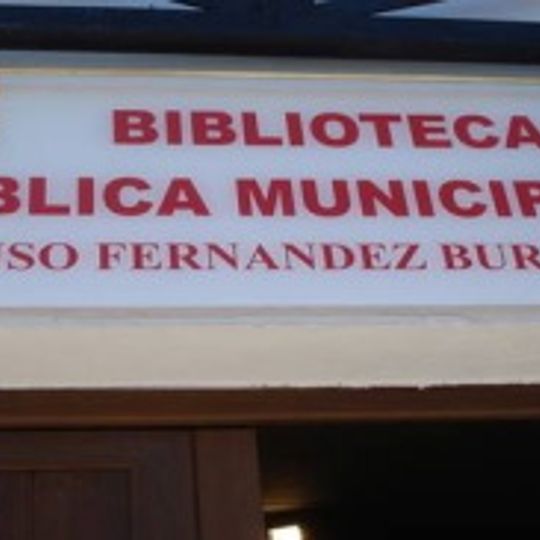 BIBLIOTECA
BLICA MUNICIP
USO FERNANDEZ BUR